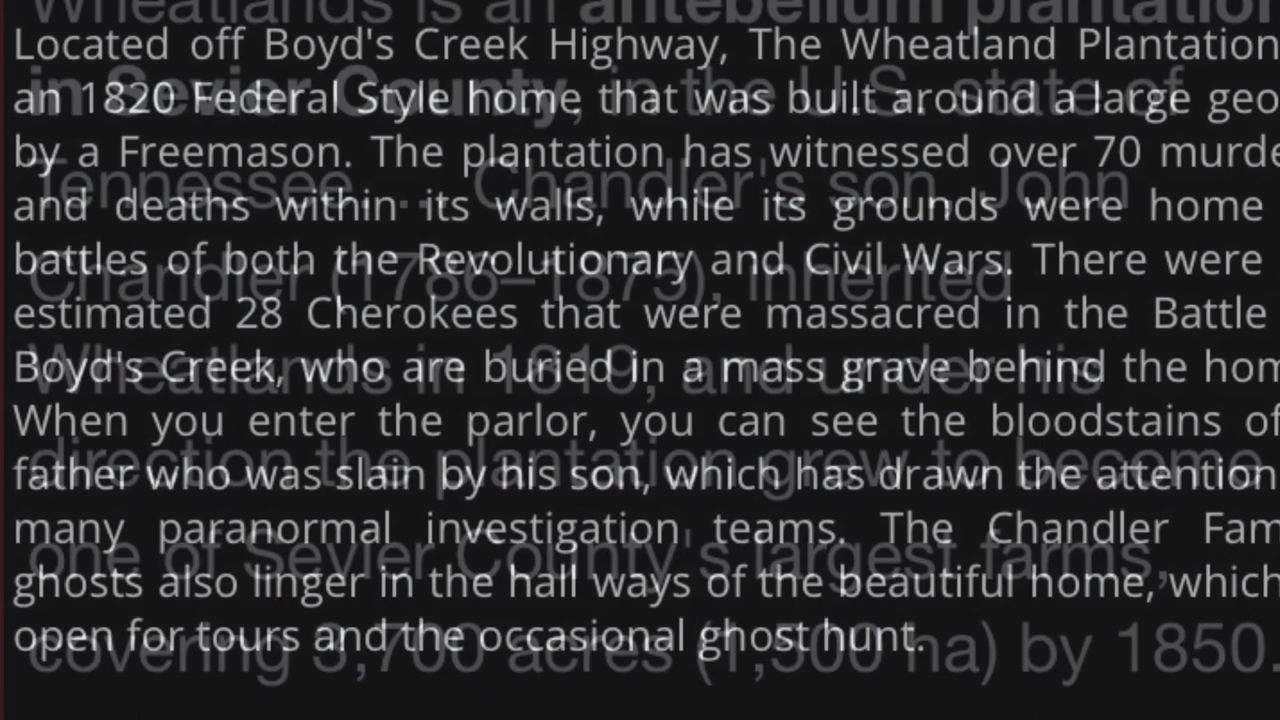 Located off Boyd's Creek Highway, The Wheatland Plantation
an 1820 Federal Style home that was built around a large geo
by a Freemason. The plantation has witnessed over 70 murde
and deaths within its walls, while its grounds were home
battles of both the Revolutionary and Civil Wars. There were
estimated 28 Cherokees that were massacred in the Battle
Boyd's Creek, who are buried in a mass grave behind the hom
When you enter the parlor, you can see the bloodstains of
father who was slain by his son, which has drawn the attention
many paranormal investigation teams. The Chandler Fam
ghosts also linger in the hall ways of the beautiful home, which
open for tours and the occasional ghost hunt.
Wheatlands is an antebellum plantation
in Sevier County, in the U.S. state of
Tennessee. ... Chandler's son, John
Chandler (1786–1875), inherited
Wheatlands in 1819, and under his
direction the plantation grew to become
one of Sevier County's largest farms,
covering 3,700 acres (1,500 ha) by 1850.